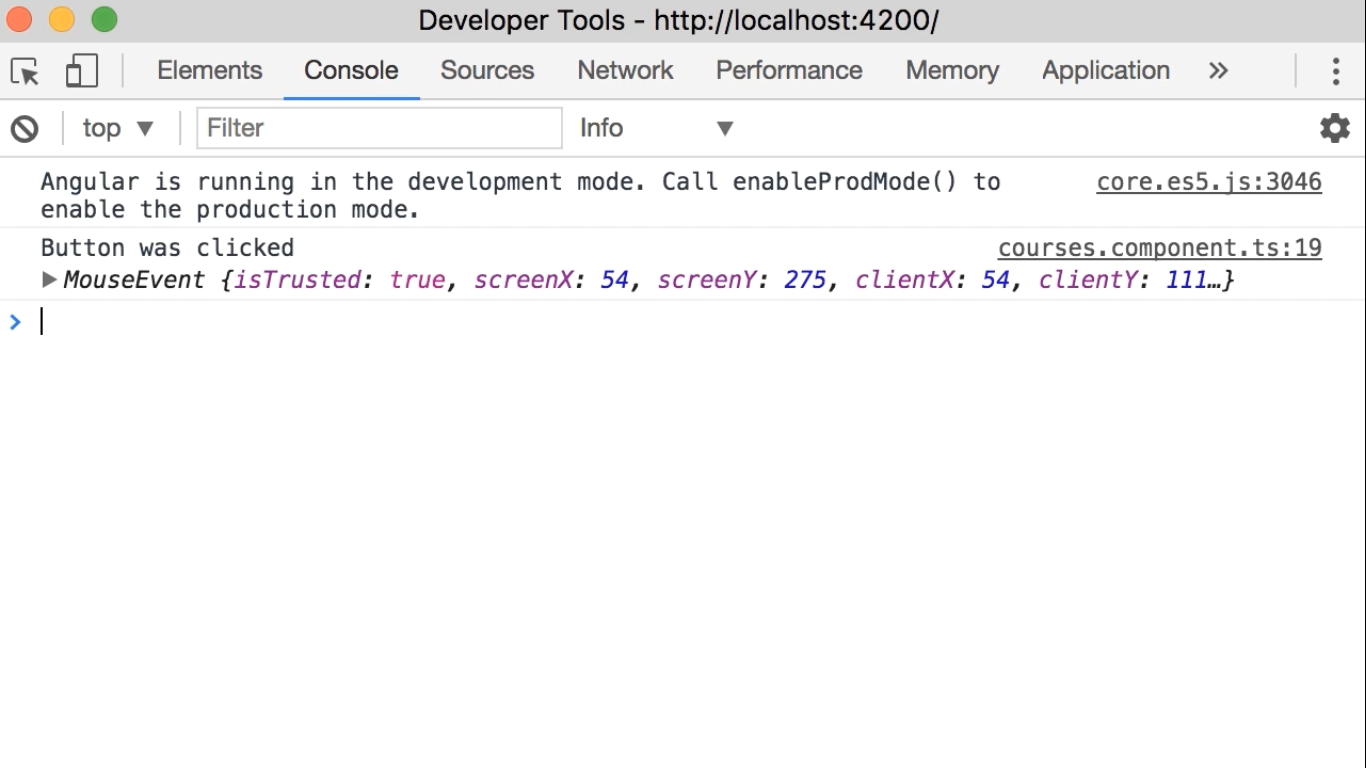 Developer Tools - http://localhost:4200/
Elements Console Sources Network Performance Memory Application »
top ▼ Filter Info ▼
Angular is running in the development mode. Call enableProdMode() to core.es5.js:3046
enable the production mode.
Button was clicked courses.component.ts:19
▶MouseEvent {isTrusted: true, screenX: 54, screenY: 275, clientX: 54, clientY: 111…}
>